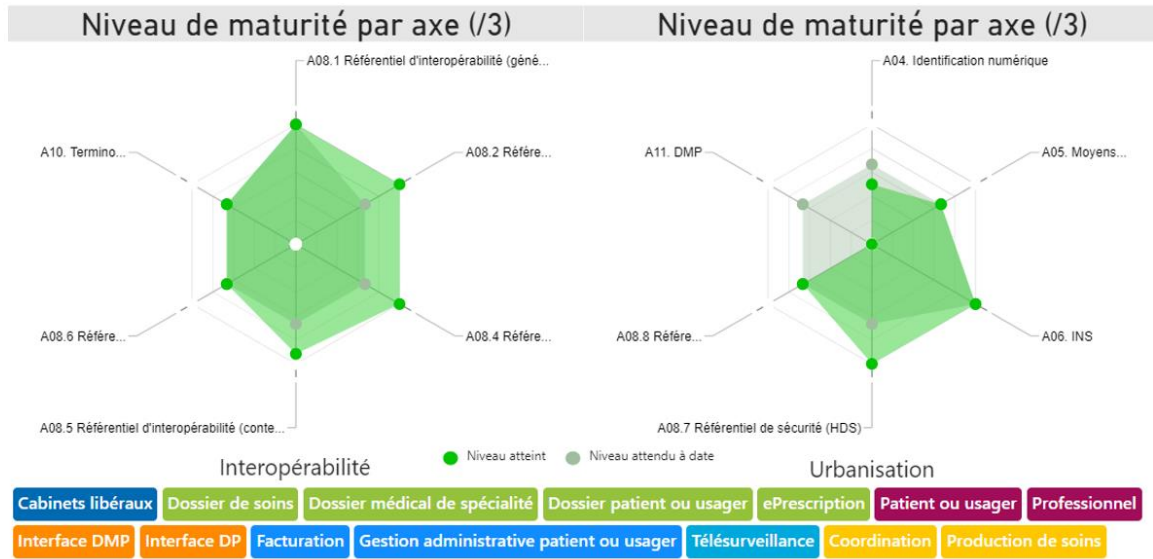 Niveau de maturité par axe (/3)
Niveau de maturité par axe (/3)
A08.1 Référentiel d'interopérabilité (géné...
A10. Termino...
A08.2 Référe...
A08.6 Référe...
A08.4 Référe...
A08.5 Référentiel d'interopérabilité (conte...
A04. Identification numérique
A11. DMP
A05. Moyens...
A08.8 Référe...
A06. INS
A08.7 Référentiel de sécurité (HDS)
Niveau atteint
Niveau attendu à date
Interopérabilité
Urbanisation
Cabinets libéraux
Dossier de soins
Dossier médical de spécialité
Dossier patient ou usager
ePrescription
Patient ou usager
Professionnel
Interface DMP
Interface DP
Facturation
Gestion administrative patient ou usager
Télésurveillance
Coordination
Production de soins